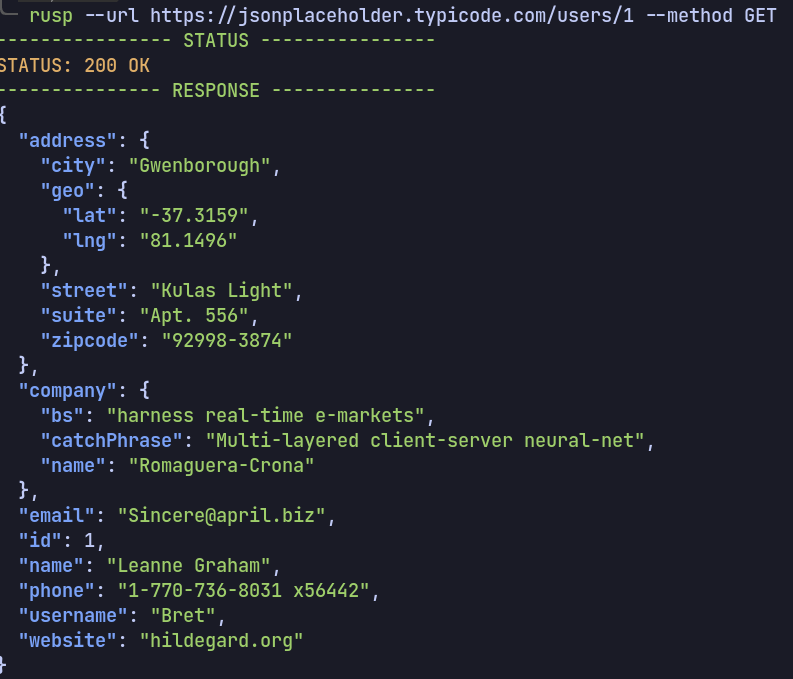 rusp --url https://jsonplaceholder.typicode.com/users/1 --method GET
--------------- STATUS ----------------
STATUS: 200 OK
--------------- RESPONSE ---------------
{
  "address": {
    "city": "Gwenborough",
    "geo": {
      "lat": "-37.3159",
      "lng": "81.1496"
    },
    "street": "Kulas Light",
    "suite": "Apt. 556",
    "zipcode": "92998-3874"
  },
  "company": {
    "bs": "harness real-time e-markets",
    "catchPhrase": "Multi-layered client-server neural-net",
    "name": "Romaguera-Crona"
  },
  "email": "Sincere@april.biz",
  "id": 1,
  "name": "Leanne Graham",
  "phone": "1-770-736-8031 x56442",
  "username": "Bret",
  "website": "hildegard.org"
}